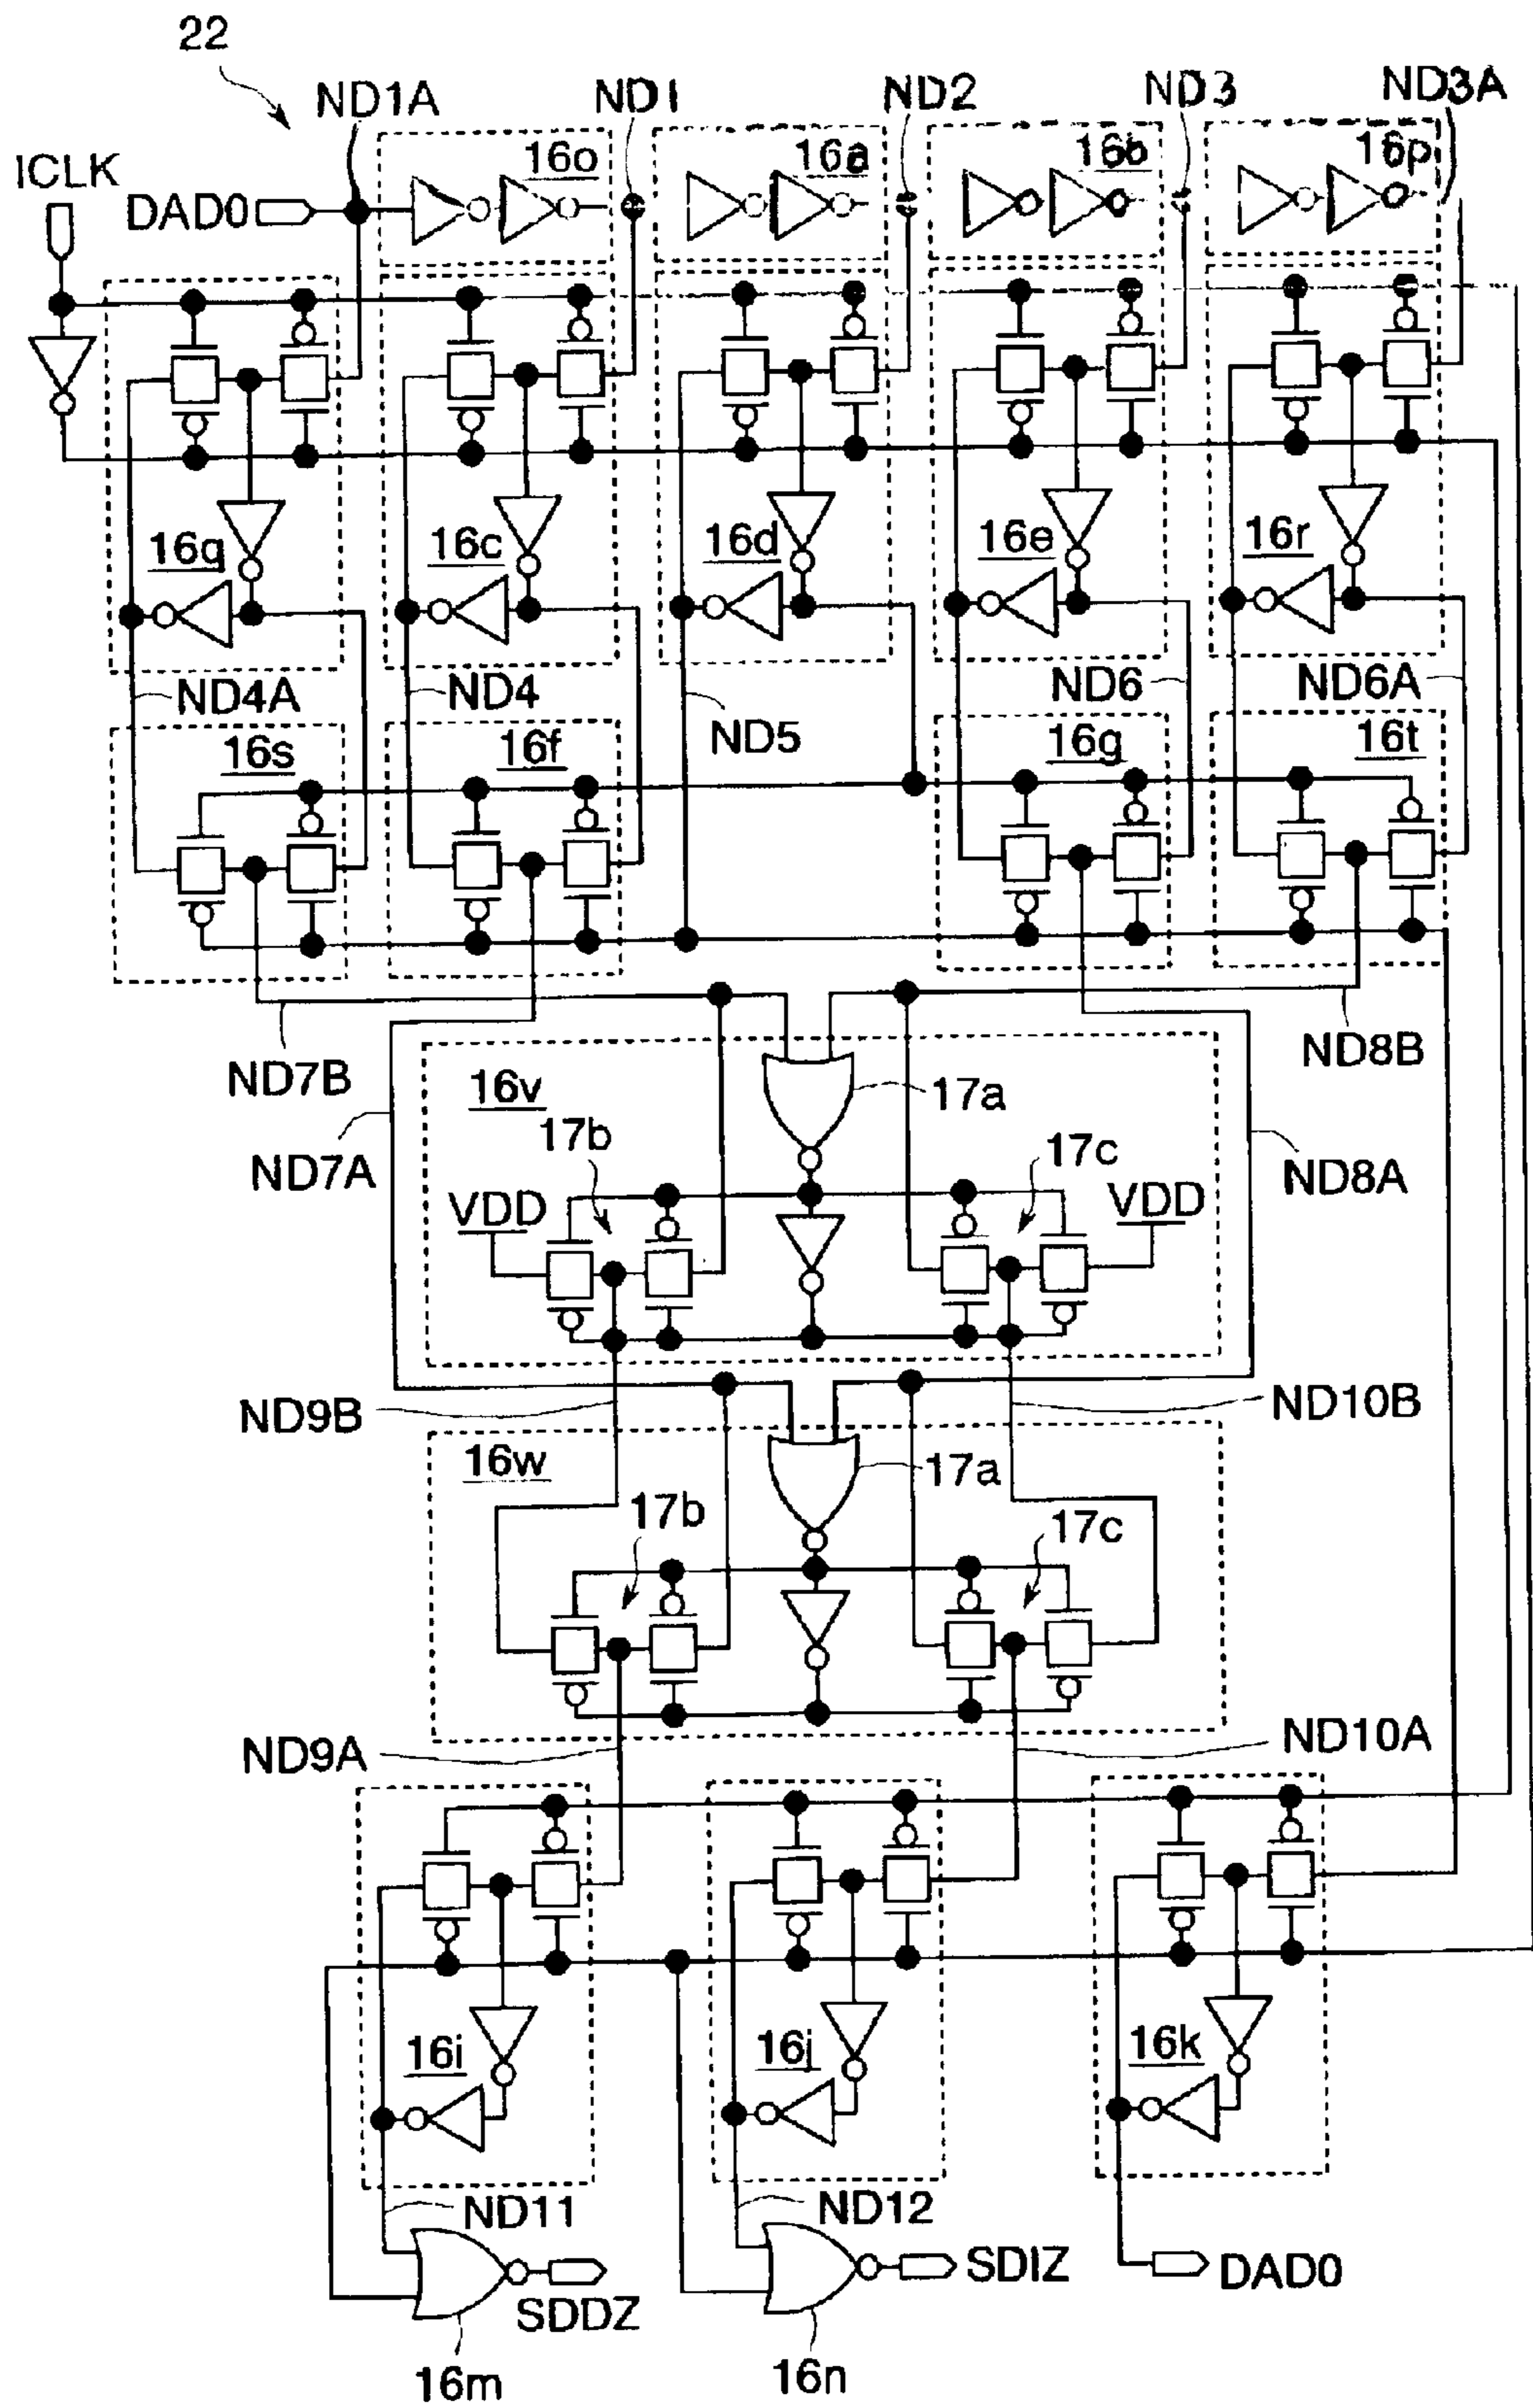 22
ND1A
ND1
ND2
ND3
ND3A
ICLK
DAD0
16o
16a
16b
16p
16q
16c
16d
16e
16r
ND4A
ND4
ND5
ND6
ND6A
16s
16f
16g
16t
ND7B
ND8B
16v
17a
17b
17c
ND7A
ND8A
VDD
VDD
ND9B
ND10B
16w
17a
17b
17c
ND9A
ND10A
16i
16j
16k
ND11
ND12
SDDZ
SDIZ
DAD0
16m
16n